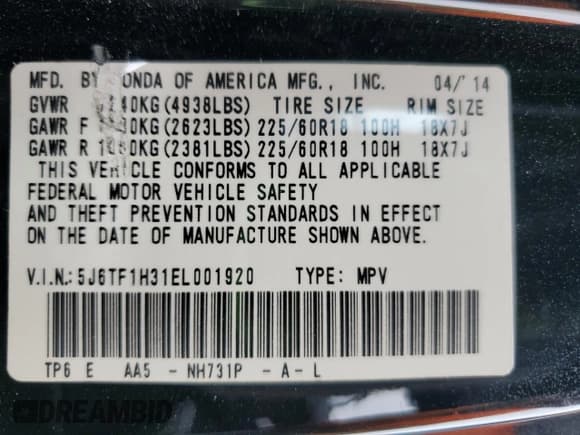 MFD. BY HONDA OF AMERICA MFG., INC. 04/'14
GVWR 2240KG(4938LBS) TIRE SIZE RIM SIZE
GAWR F KG(2623LBS) 225/60R18 100H 18X7J
GAWR R 1080KG(2381LBS) 225/60R18 100H 18X7J
THIS VEHICLE CONFORMS TO ALL APPLICABLE
FEDERAL MOTOR VEHICLE SAFETY
AND THEFT PREVENTION STANDARDS IN EFFECT
ON THE DATE OF MANUFACTURE SHOWN ABOVE.
V.I.N.: 5J6TF1H31EL001920 TYPE: MPV
TP6 E AA5 - NH731P - A - L
DREAMBID